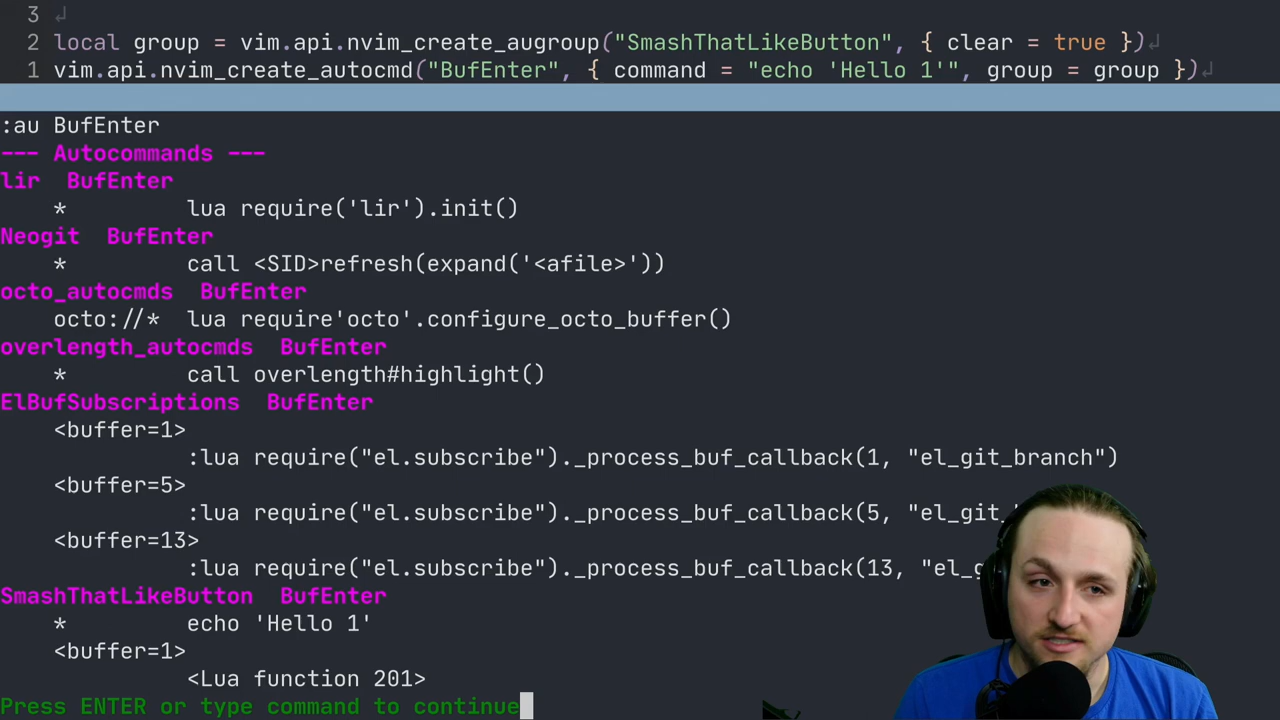 3 ↲
2 local group = vim.api.nvim_create_augroup("SmashThatLikeButton", { clear = true })↲
1 vim.api.nvim_create_autocmd("BufEnter", { command = "echo 'Hello 1'", group = group })↲
:au BufEnter
--- Autocommands ---
lir  BufEnter
    *         lua require('lir').init()
Neogit  BufEnter
    *         call <SID>refresh(expand('<afile>'))
octo_autocmds  BufEnter
    octo://*  lua require'octo'.configure_octo_buffer()
overlength_autocmds  BufEnter
    *         call overlength#highlight()
ElBufSubscriptions  BufEnter
    <buffer=1>
              :lua require("el.subscribe")._process_buf_callback(1, "el_git_branch")
    <buffer=5>
              :lua require("el.subscribe")._process_buf_callback(5, "el_git_
    <buffer=13>
              :lua require("el.subscribe")._process_buf_callback(13, "el_g
SmashThatLikeButton  BufEnter
    *         echo 'Hello 1'
    <buffer=1>
              <Lua function 201>
Press ENTER or type command to continue